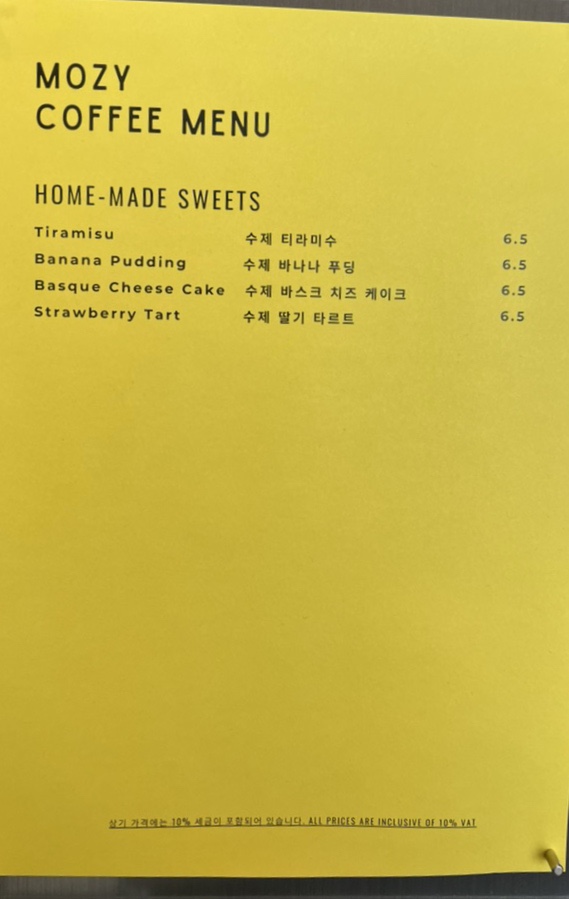 MOZY
COFFEE MENU
HOME-MADE SWEETS
Tiramisu 수제 티라미수 6.5
Banana Pudding 수제 바나나 푸딩 6.5
Basque Cheese Cake 수제 바스크 치즈 케이크 6.5
Strawberry Tart 수제 딸기 타르트 6.5
상기 가격에는 10% 세금이 포함되어 있습니다. ALL PRICES ARE INCLUSIVE OF 10% VAT